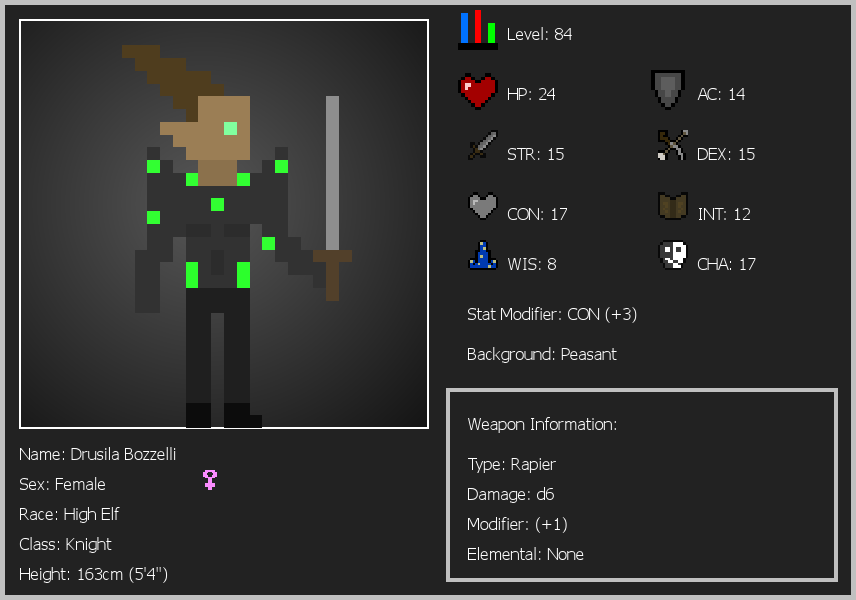 Level: 84
HP: 24
AC: 14
STR: 15
DEX: 15
CON: 17
INT: 12
WIS: 8
CHA: 17
Stat Modifier: CON (+3)
Background: Peasant
Weapon Information:
Type: Rapier
Damage: d6
Modifier: (+1)
Elemental: None
Name: Drusila Bozzelli
Sex: Female
Race: High Elf
Class: Knight
Height: 163cm (5'4")